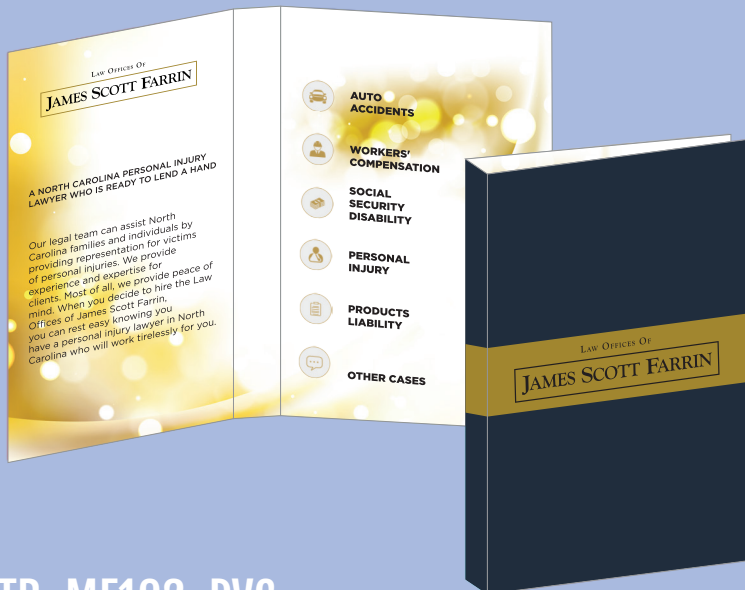 LAW OFFICES OF
JAMES SCOTT FARRIN
A NORTH CAROLINA PERSONAL INJURY
LAWYER WHO IS READY TO LEND A HAND
Our legal team can assist North
Carolina families and individuals by
providing representation for victims
of personal injuries. We provide
experience and expertise for
clients. Most of all, we provide peace of
mind. When you decide to hire the Law
Offices of James Scott Farrin,
you can rest easy knowing you
have a personal injury lawyer in North
Carolina who will work tirelessly for you.
AUTO
ACCIDENTS
WORKERS'
COMPENSATION
SOCIAL
SECURITY
DISABILITY
PERSONAL
INJURY
PRODUCTS
LIABILITY
OTHER CASES
LAW OFFICES OF
JAMES SCOTT FARRIN